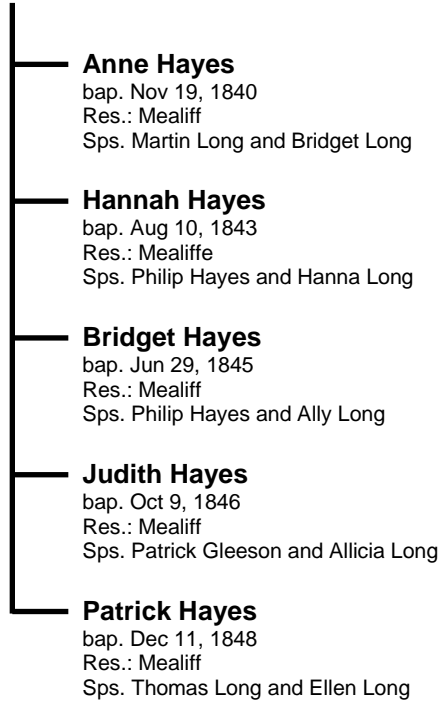 Anne Hayes
bap. Nov 19, 1840
Res.: Mealiff
Sps. Martin Long and Bridget Long
Hannah Hayes
bap. Aug 10, 1843
Res.: Mealiffe
Sps. Philip Hayes and Hanna Long
Bridget Hayes
bap. Jun 29, 1845
Res.: Mealiff
Sps. Philip Hayes and Ally Long
Judith Hayes
bap. Oct 9, 1846
Res.: Mealiff
Sps. Patrick Gleeson and Allicia Long
Patrick Hayes
bap. Dec 11, 1848
Res.: Mealiff
Sps. Thomas Long and Ellen Long